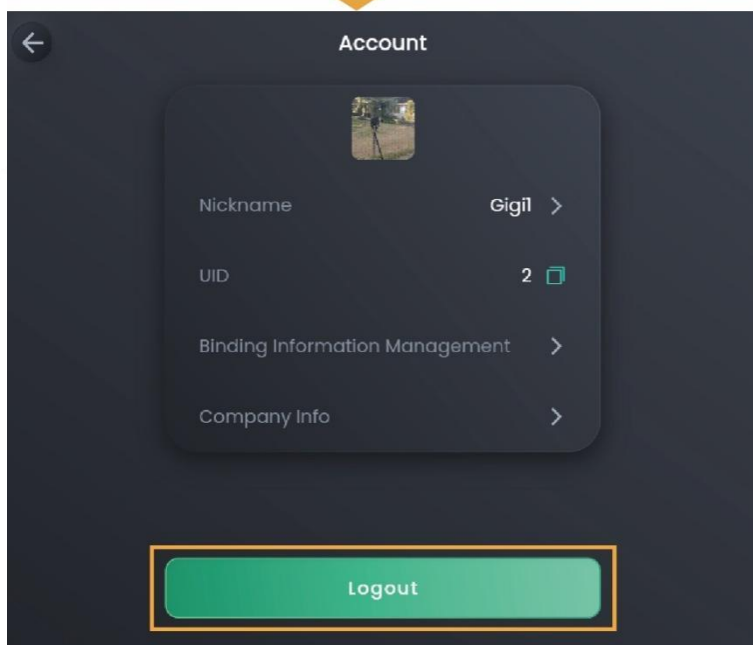 Account
Nickname Gigi1
UID 2
Binding Information Management
Company Info
Logout